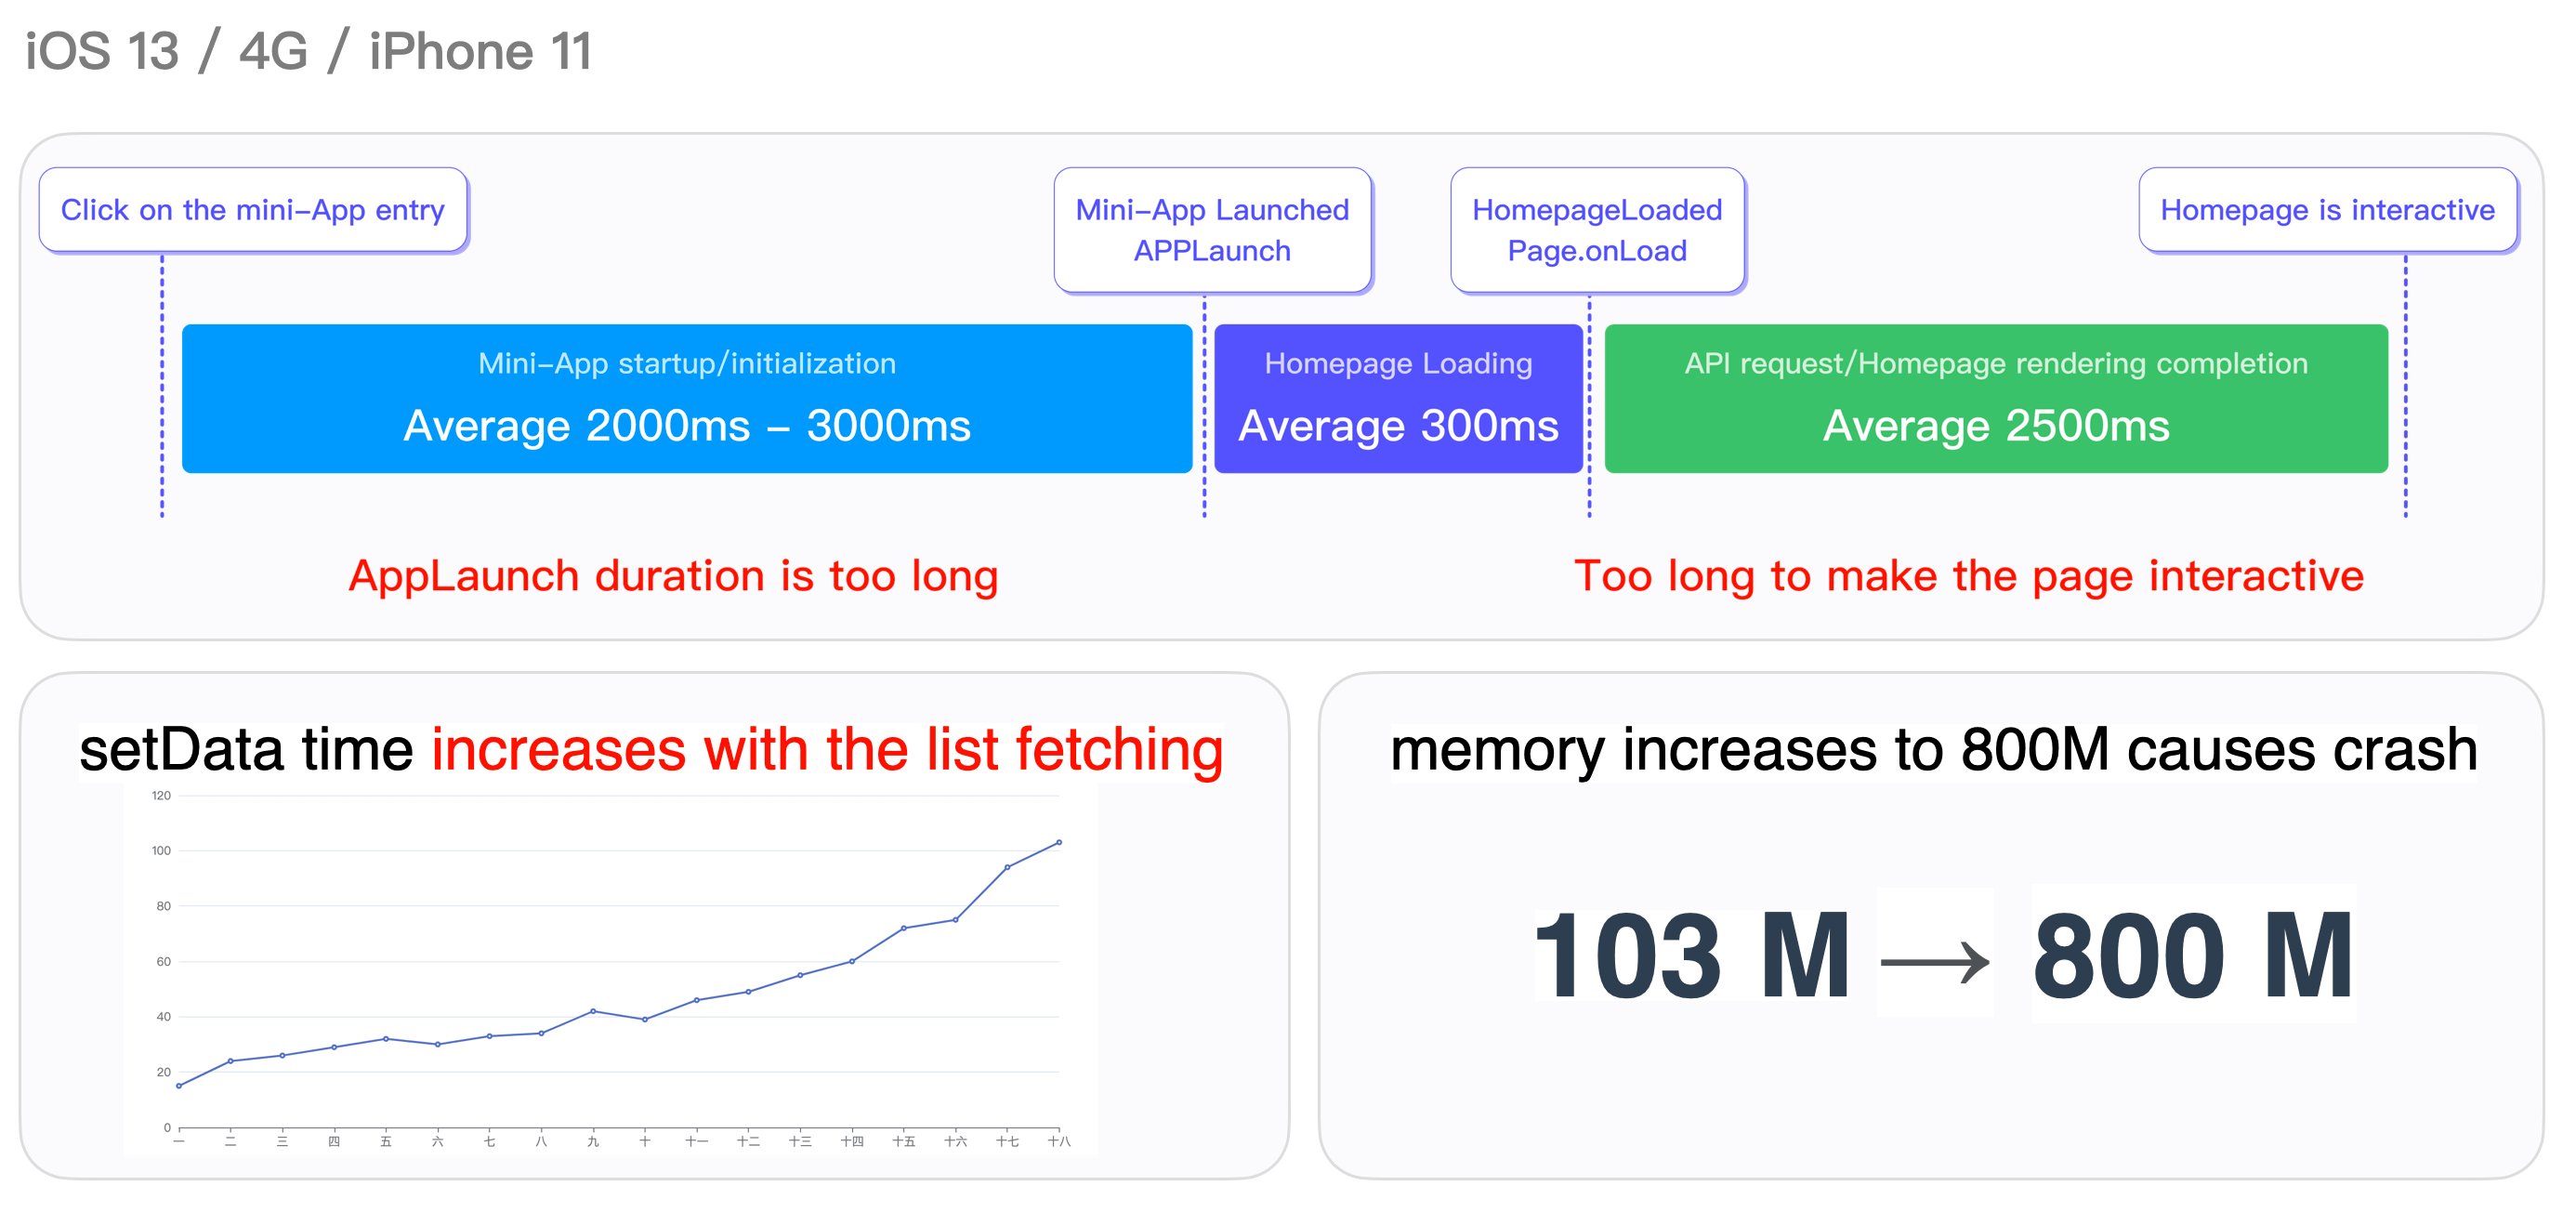 iOS 13 / 4G / iPhone 11
Click on the mini-App entry
Mini-App Launched
APPLaunch
HomepageLoaded
Page.onLoad
Homepage is interactive
Mini-App startup/initialization
Average 2000ms – 3000ms
Homepage Loading
Average 300ms
API request/Homepage rendering completion
Average 2500ms
AppLaunch duration is too long
Too long to make the page interactive
setData time increases with the list fetching
120
100
80
60
40
20
0
一 二 三 四 五 六 七 八 九 十 十一 十二 十三 十四 十五 十六 十七 十八
memory increases to 800M causes crash
103 M → 800 M